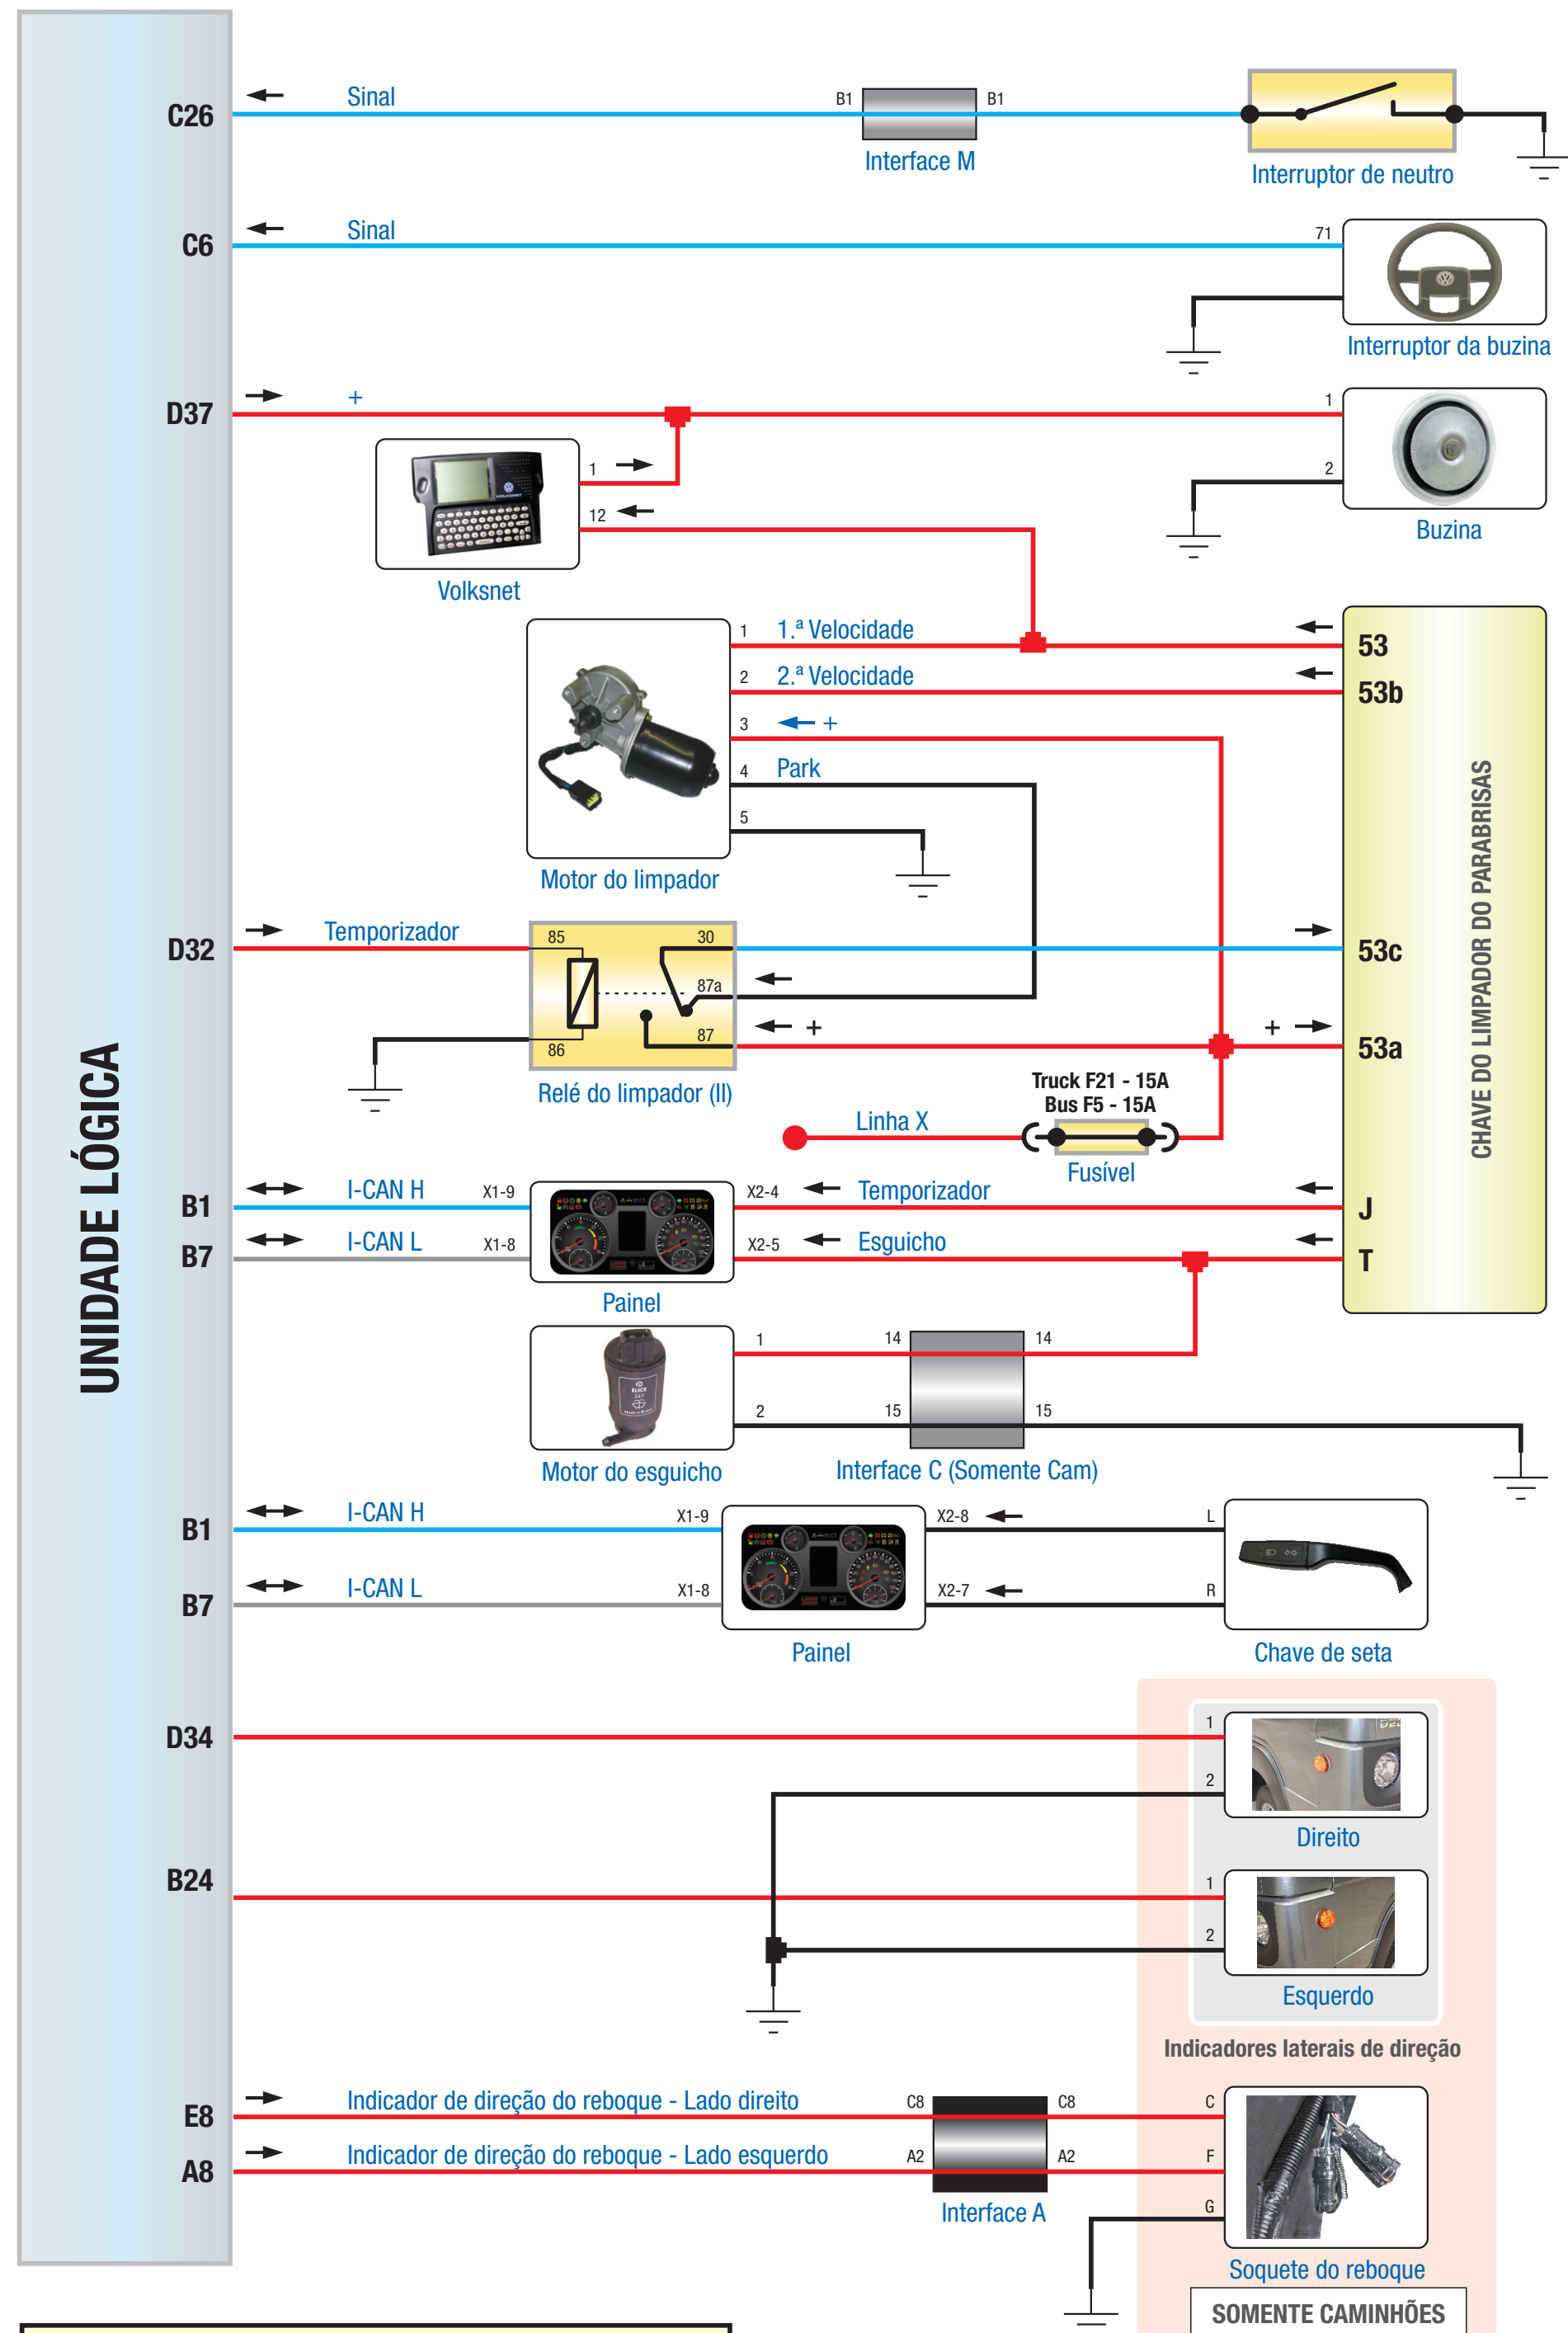 C26
Sinal
B1
B1
Interface M
Interruptor de neutro
C6
Sinal
71
Interruptor da buzina
D37
+
1
2
Buzina
1
12
VOLKSNET
Volksnet
1
1.ª Velocidade
53
2
2.ª Velocidade
53b
3
+
4
Park
5
Motor do limpador
CHAVE DO LIMPADOR DO PARABRISAS
D32
Temporizador
85
30
53c
87a
87
+
+
53a
86
Relé do limpador (II)
Truck F21 - 15A
Bus F5 - 15A
Linha X
Fusível
UNIDADE LÓGICA
B1
I-CAN H
X1-9
X2-4
Temporizador
J
B7
I-CAN L
X1-8
X2-5
Esguicho
T
Painel
1
14
14
2
15
15
ELICE
Motor do esguicho
Interface C (Somente Cam)
B1
I-CAN H
X1-9
X2-8
L
B7
I-CAN L
X1-8
X2-7
R
Painel
Chave de seta
D34
1
2
Direito
B24
1
2
Esquerdo
Indicadores laterais de direção
E8
Indicador de direção do reboque - Lado direito
C8
C8
C
A8
Indicador de direção do reboque - Lado esquerdo
A2
A2
F
Interface A
G
Soquete do reboque
SOMENTE CAMINHÕES